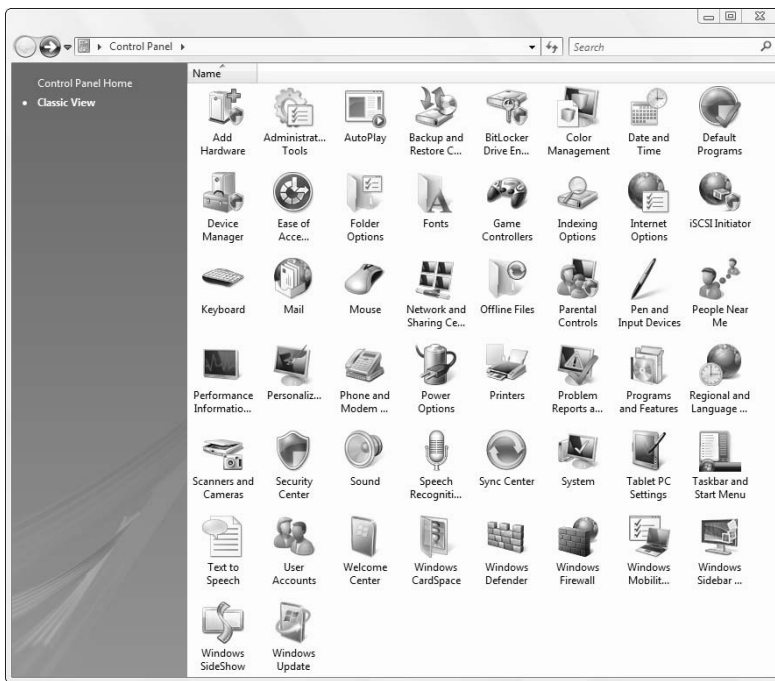 Control Panel
Search
Control Panel Home
Classic View
Name
Add Hardware
Administrat... Tools
AutoPlay
Backup and Restore C...
BitLocker Drive En...
Color Management
Date and Time
Default Programs
Device Manager
Ease of Acce...
Folder Options
Fonts
Game Controllers
Indexing Options
Internet Options
iSCSI Initiator
Keyboard
Mail
Mouse
Network and Sharing Ce...
Offline Files
Parental Controls
Pen and Input Devices
People Near Me
Performance Informatio...
Personaliz...
Phone and Modem ...
Power Options
Printers
Problem Reports a...
Programs and Features
Regional and Language ...
Scanners and Cameras
Security Center
Sound
Speech Recogniti...
Sync Center
System
Tablet PC Settings
Taskbar and Start Menu
Text to Speech
User Accounts
Welcome Center
Windows CardSpace
Windows Defender
Windows Firewall
Windows Mobilit...
Windows Sidebar ...
Windows SideShow
Windows Update